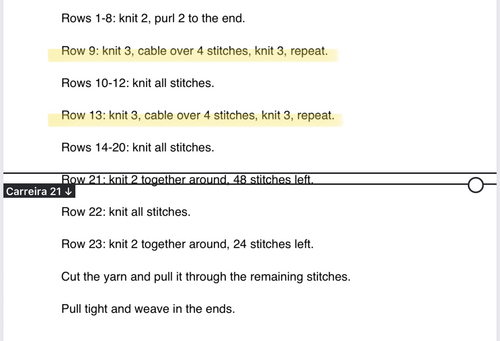 Rows 1-8: knit 2, purl 2 to the end.
Row 9: knit 3, cable over 4 stitches, knit 3, repeat.
Rows 10-12: knit all stitches.
Row 13: knit 3, cable over 4 stitches, knit 3, repeat.
Rows 14-20: knit all stitches.
Row 21: knit 2 together around, 48 stitches left.
Carreira 21 ↓
Row 22: knit all stitches.
Row 23: knit 2 together around, 24 stitches left.
Cut the yarn and pull it through the remaining stitches.
Pull tight and weave in the ends.